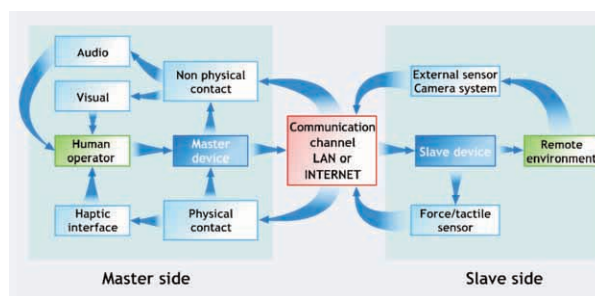 Audio
Non physical
contact
External sensor
Camera system
Visual
Communication
channel
LAN or
INTERNET
Human
operator
Master
device
Slave device
Remote
environment
Haptic
interface
Physical
contact
Force/tactile
sensor
Master side
Slave side